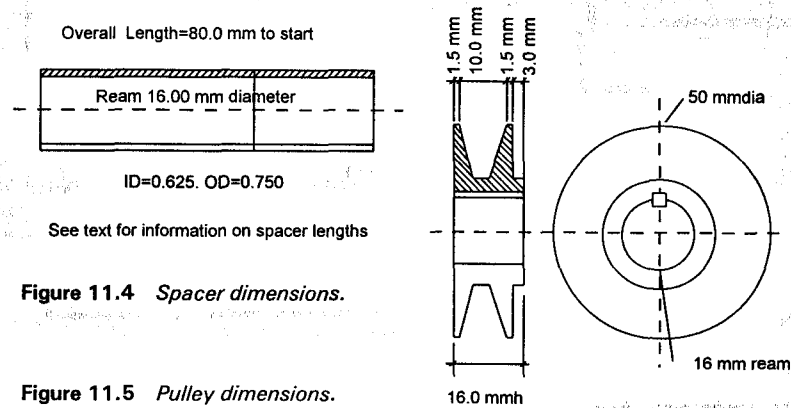 Overall Length=80.0 mm to start
Ream 16.00 mm diameter
ID=0.625. OD=0.750
See text for information on spacer lengths
Figure 11.4 Spacer dimensions.
1.5 mm
10.0 mm
1.5 mm
3.0 mm
50 mmdia
16 mm ream
16.0 mmh
Figure 11.5 Pulley dimensions.